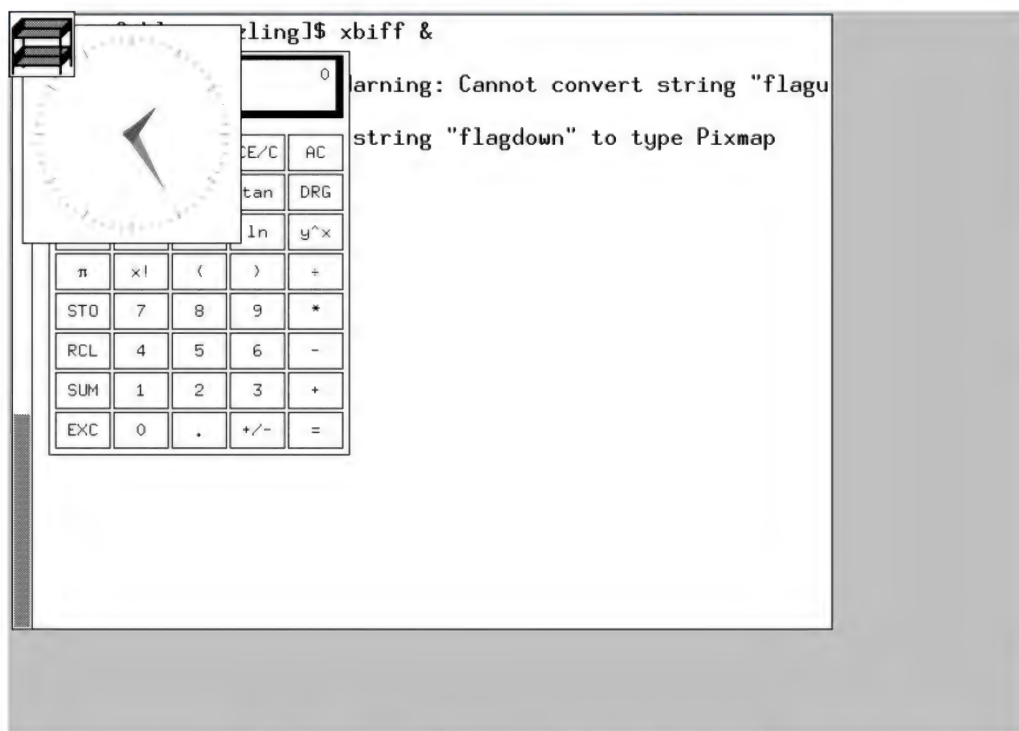 zling]$ xbiff &
0
arning: Cannot convert string "flagu
string "flagdown" to type Pixmap
CE/C AC
tan DRG
ln y^x
π x! ( ) ÷
STO 7 8 9 *
RCL 4 5 6 -
SUM 1 2 3 +
EXC 0 . +/- =